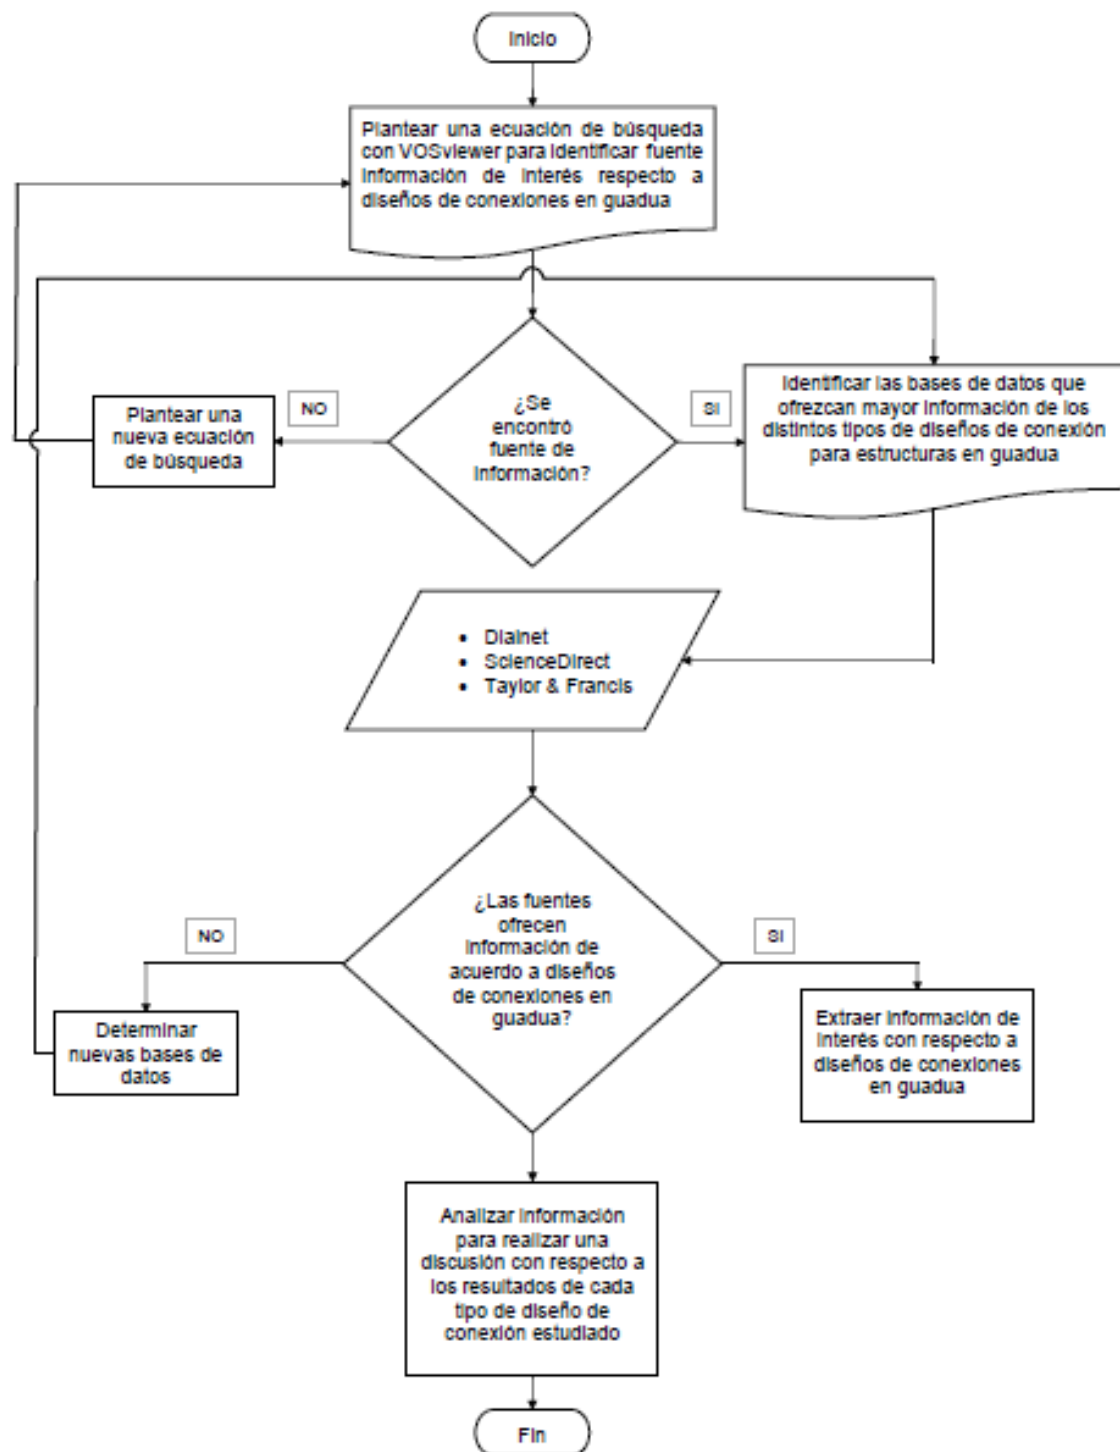 Inicio
Plantear una ecuación de búsqueda
con VOSviewer para identificar fuente
información de interés respecto a
diseños de conexiones en guadua
NO
Plantear una
nueva ecuación
de búsqueda
¿Se
encontró
fuente de
información?
SI
Identificar las bases de datos que
ofrezcan mayor información de los
distintos tipos de diseños de conexión
para estructuras en guadua
• Dialnet
• ScienceDirect
• Taylor & Francis
NO
¿Las fuentes
ofrecen
información de
acuerdo a diseños
de conexiones en
guadua?
SI
Determinar
nuevas bases de
datos
Extraer información de
interés con respecto a
diseños de conexiones
en guadua
Analizar información
para realizar una
discusión con respecto a
los resultados de cada
tipo de diseño de
conexión estudiado
Fin